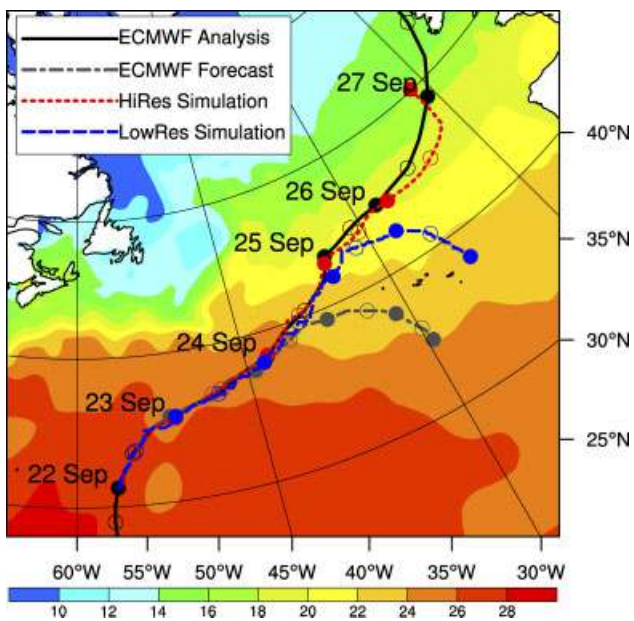 ECMWF Analysis
ECMWF Forecast
HiRes Simulation
LowRes Simulation
27 Sep
26 Sep
25 Sep
24 Sep
23 Sep
22 Sep
40°N
35°N
30°N
25°N
60°W 55°W 50°W 45°W 40°W 35°W 30°W
10 12 14 16 18 20 22 24 26 28